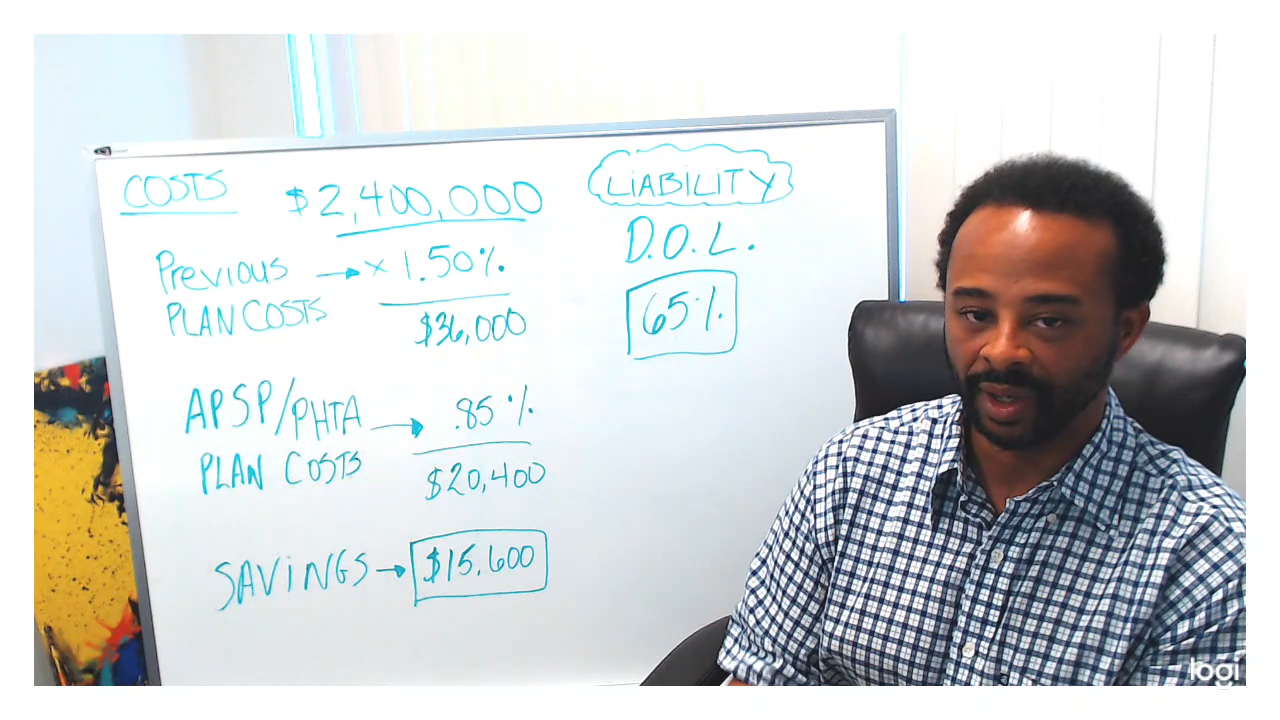 COSTS
$2,400,000
Previous → × 1.50%
PLAN COSTS
$36,000
APSP/PHTA → .85%
PLAN COSTS
$20,400
SAVINGS → $15,600
LIABILITY
D.O.L.
65%
logi